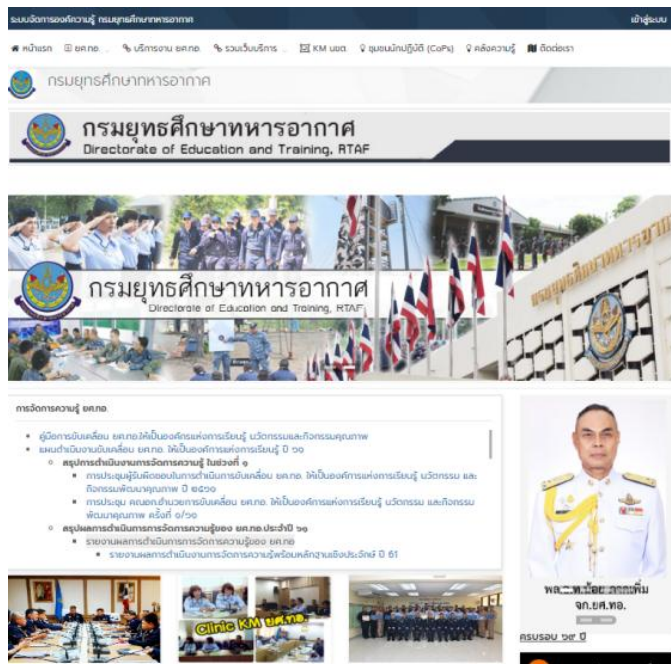 ระบบจัดการองค์ความรู้ กรมยุทธศึกษาทหารอากาศ
เข้าสู่ระบบ
หน้าแรก ยศ.ทอ. บริการงาน ยศ.ทอ. รวมเว็บบริการ KM นขต. ชุมชนนักปฏิบัติ (CoPs) คลังความรู้ ติดต่อเรา
กรมยุทธศึกษาทหารอากาศ
กรมยุทธศึกษาทหารอากาศ
Directorate of Education and Training, RTAF
กรมยุทธศึกษาทหารอากาศ
Directorate of Education and Training, RTAF
กรมยุทธศึกษาทหารอากาศ
การจัดการความรู้ ยศ.ทอ.
คู่มือการขับเคลื่อน ยศ.ทอ.ให้เป็นองค์กรแห่งการเรียนรู้ นวัตกรรมและกิจกรรมคุณภาพ
แผนดำเนินงานขับเคลื่อน ยศ.ทอ. ให้เป็นองค์การแห่งการเรียนรู้ ปี ๖๑
สรุปการดำเนินงานการจัดการความรู้ ในช่วงที่ ๑
การประชุมผู้รับผิดชอบในการดำเนินการขับเคลื่อน ยศ.ทอ. ให้เป็นองค์การแห่งการเรียนรู้ นวัตกรรม และ
กิจกรรมพัฒนาคุณภาพ ปี ๒๕๖๑
การประชุม คณอก.อำนวยการขับเคลื่อน ยศ.ทอ. ให้เป็นองค์การแห่งการเรียนรู้ นวัตกรรม และกิจกรรม
พัฒนาคุณภาพ ครั้งที่ ๑/๖๑
สรุปผลการดำเนินการการจัดการความรู้ของ ยศ.ทอ.ประจำปี ๖๑
รายงานผลการดำเนินการการจัดการความรู้ของ ยศ.ทอ
รายงานผลการดำเนินงานการจัดการความรู้พร้อมหลักฐานเชิงประจักษ์ ปี 61
Clinic KM ยศ.ทอ.
จก.ยศ.ทอ.
ครบรอบ ๖๙ ปี